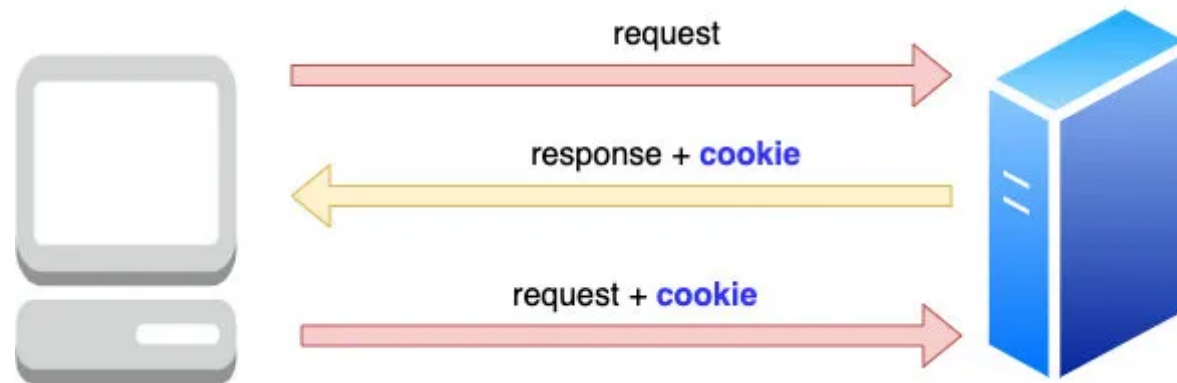 request
response + cookie
request + cookie